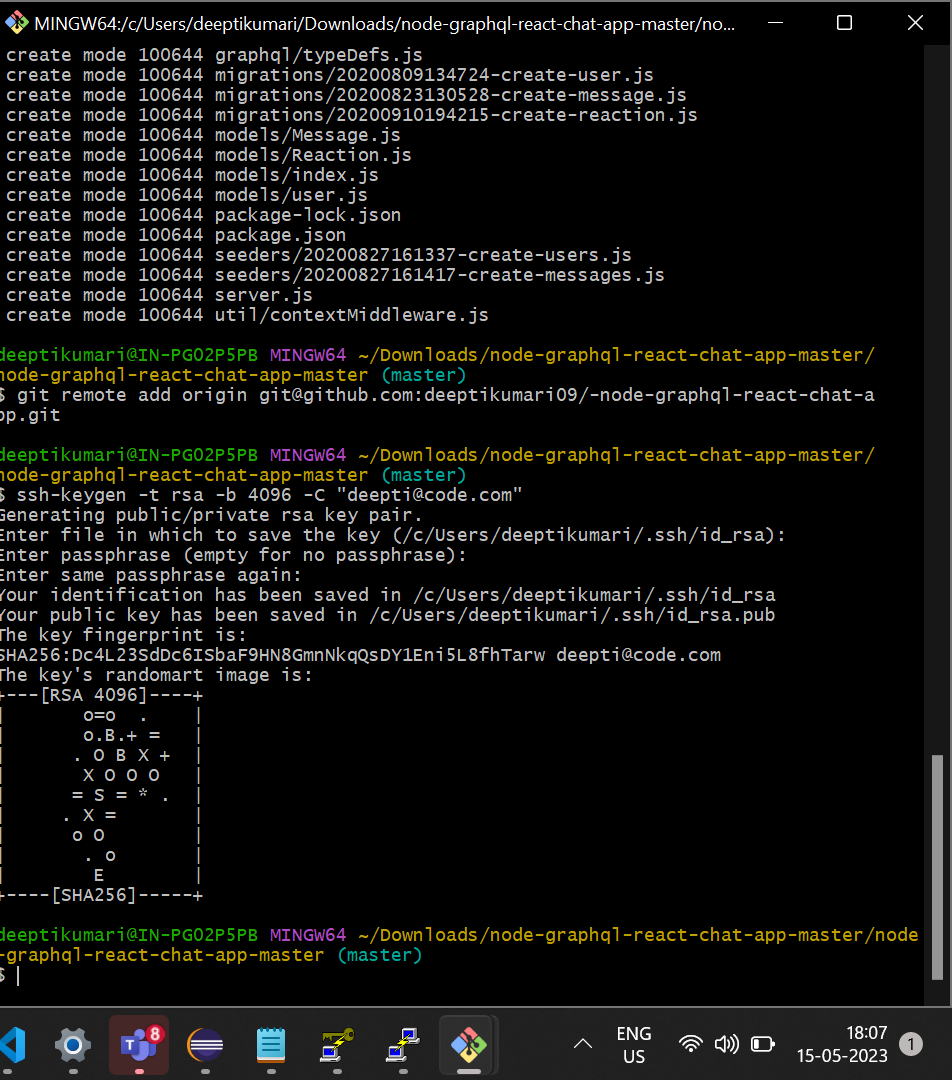 MINGW64:/c/Users/deeptikumari/Downloads/node-graphql-react-chat-app-master/no...
create mode 100644 graphql/typeDefs.js
create mode 100644 migrations/20200809134724-create-user.js
create mode 100644 migrations/20200823130528-create-message.js
create mode 100644 migrations/20200910194215-create-reaction.js
create mode 100644 models/Message.js
create mode 100644 models/Reaction.js
create mode 100644 models/index.js
create mode 100644 models/user.js
create mode 100644 package-lock.json
create mode 100644 package.json
create mode 100644 seeders/20200827161337-create-users.js
create mode 100644 seeders/20200827161417-create-messages.js
create mode 100644 server.js
create mode 100644 util/contextMiddleware.js
deeptikumari@IN-PG02P5PB MINGW64 ~/Downloads/node-graphql-react-chat-app-master/
node-graphql-react-chat-app-master (master)
$ git remote add origin git@github.com:deeptikumari09/-node-graphql-react-chat-a
pp.git
deeptikumari@IN-PG02P5PB MINGW64 ~/Downloads/node-graphql-react-chat-app-master/
node-graphql-react-chat-app-master (master)
$ ssh-keygen -t rsa -b 4096 -C "deepti@code.com"
Generating public/private rsa key pair.
Enter file in which to save the key (/c/Users/deeptikumari/.ssh/id_rsa):
Enter passphrase (empty for no passphrase):
Enter same passphrase again:
Your identification has been saved in /c/Users/deeptikumari/.ssh/id_rsa
Your public key has been saved in /c/Users/deeptikumari/.ssh/id_rsa.pub
The key fingerprint is:
SHA256:Dc4L23SdDc6ISbaF9HN8GmnNkqQsDY1Eni5L8fhTarw deepti@code.com
The key's randomart image is:
+---[RSA 4096]----+
|       o=o  .    |
|       o.B.+ =   |
|      . O B X +  |
|       X O O O   |
|      = S = * .  |
|     . X =       |
|      o O        |
|       . o       |
|        E        |
+----[SHA256]-----+
deeptikumari@IN-PG02P5PB MINGW64 ~/Downloads/node-graphql-react-chat-app-master/node
-graphql-react-chat-app-master (master)
$
8
ENG
US
18:07
15-05-2023
1